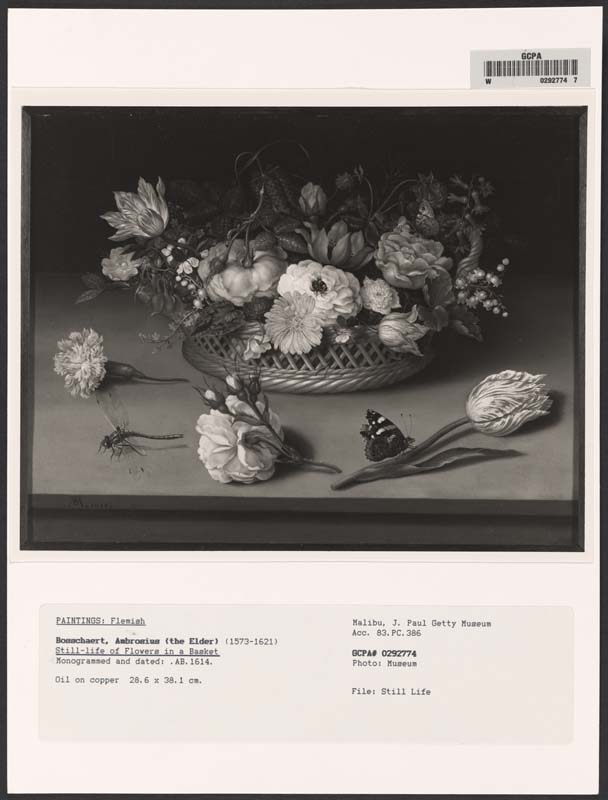 GCPA
W 0292774 7
PAINTINGS: Flemish
Bosschaert, Ambrosius (the Elder) (1573-1621)
Still-life of Flowers in a Basket
Monogrammed and dated: .AB.1614.
Oil on copper 28.6 x 38.1 cm.
Malibu, J. Paul Getty Museum
Acc. 83.PC.386
GCPA# 0292774
Photo: Museum
File: Still Life